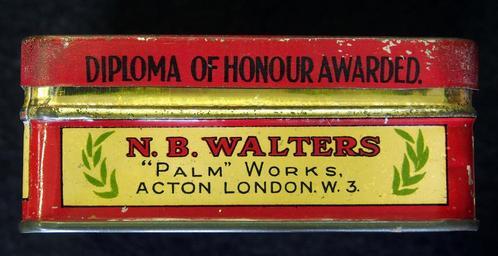 DIPLOMA OF HONOUR AWARDED.
N. B. WALTERS
"PALM" WORKS,
ACTON LONDON. W. 3.